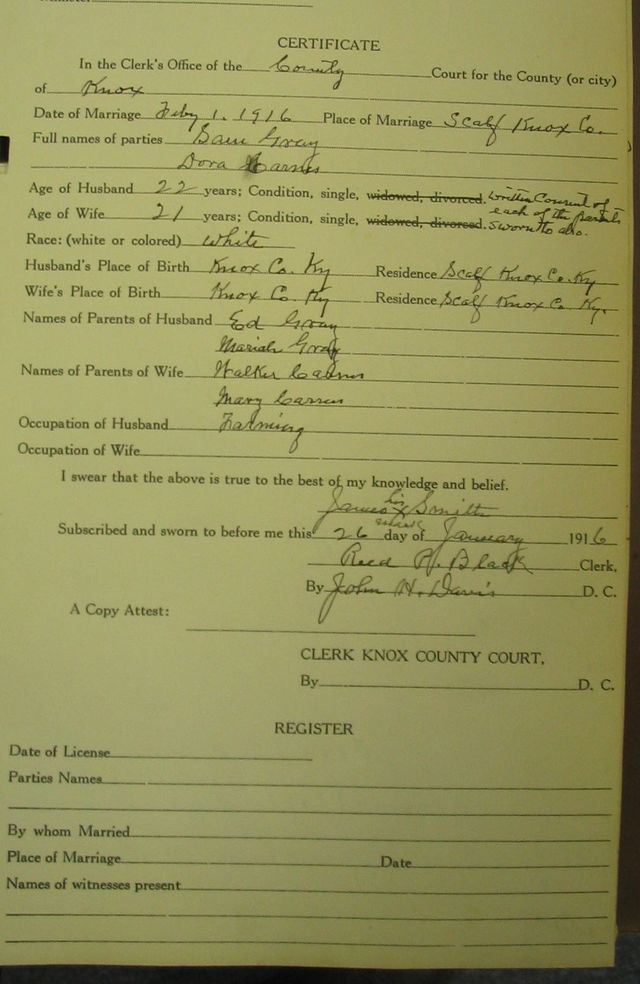 CERTIFICATE
In the Clerk's Office of the County Court for the County (or city)
of Knox
Date of Marriage Feby 1. 1916 Place of Marriage Scalf Knox Co.
Full names of parties Sam Gray
Dora Carnes
Age of Husband 22 years; Condition, single, widowed, divorced. written Consent of
each of the parents
Age of Wife 21 years; Condition, single, widowed, divorced. sworn to also.
Race: (white or colored) White
Husband's Place of Birth Knox Co. Ky Residence Scalf Knox Co. Ky
Wife's Place of Birth Knox Co Ky Residence Scalf Knox Co Ky.
Names of Parents of Husband Ed Gray
Mariah Gray
Names of Parents of Wife Walker Carnes
Mary Carnes
Occupation of Husband Farming
Occupation of Wife
I swear that the above is true to the best of my knowledge and belief.
his
James X Smith
mark
Subscribed and sworn to before me this 26 day of January 1916
Reed Black Clerk,
By John H. Davis D. C.
A Copy Attest:
CLERK KNOX COUNTY COURT,
By D. C.
REGISTER
Date of License
Parties Names
By whom Married
Place of Marriage Date
Names of witnesses present